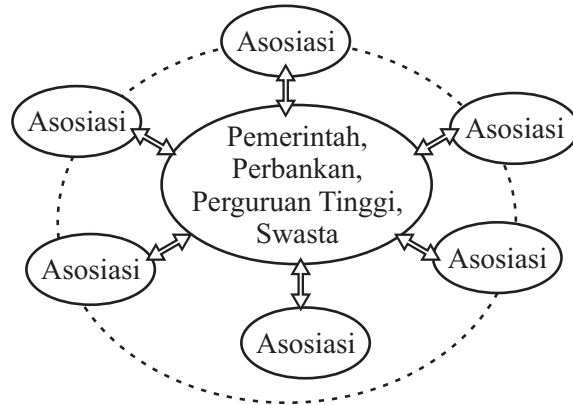 Asosiasi
Asosiasi
Asosiasi
Pemerintah,
Perbankan,
Perguruan Tinggi,
Swasta
Asosiasi
Asosiasi
Asosiasi